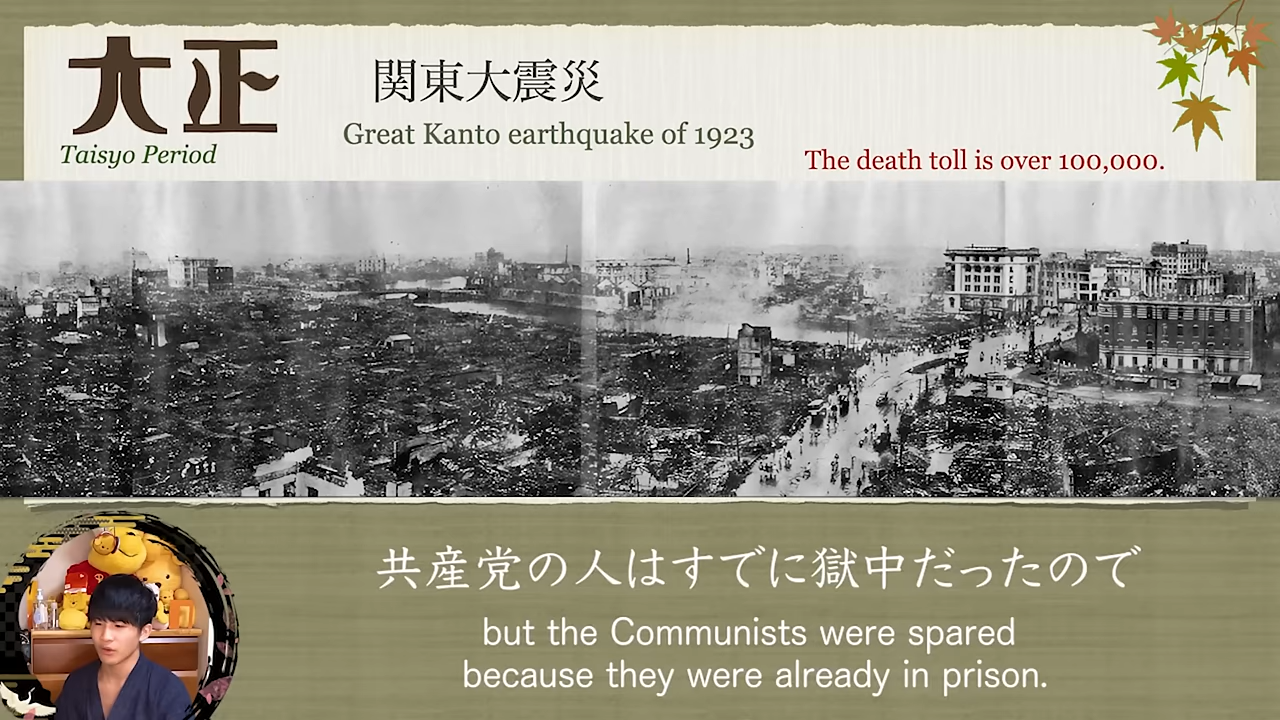 大正
Taisyo Period
関東大震災
Great Kanto earthquake of 1923
The death toll is over 100,000.
共産党の人はすでに獄中だったので
but the Communists were spared
because they were already in prison.